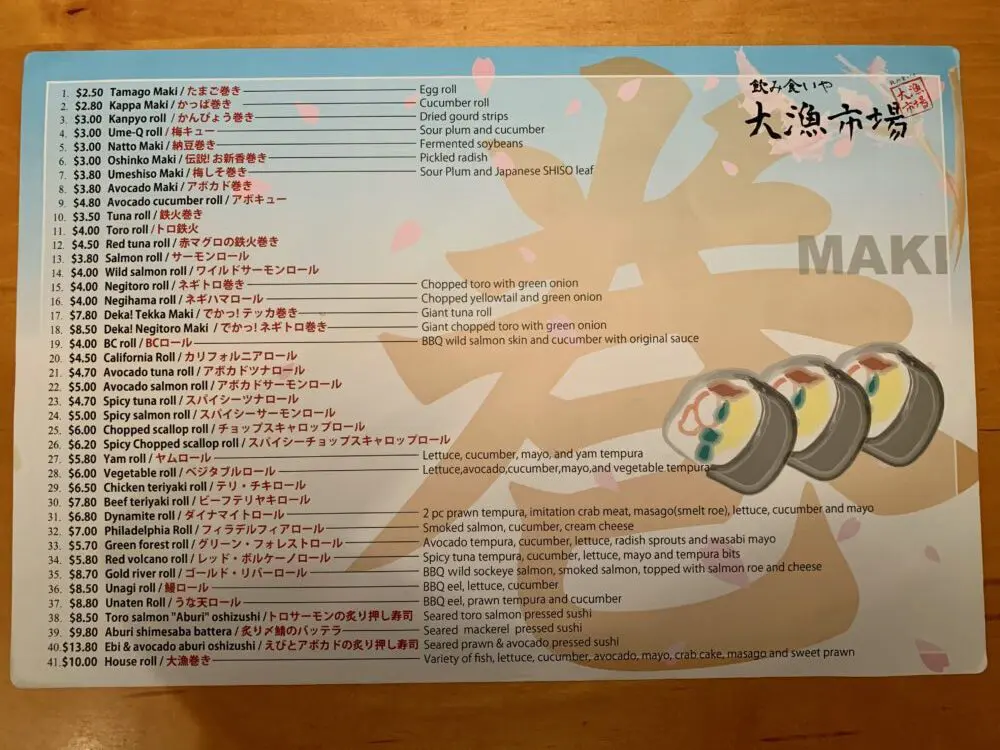 飲み食いや
大漁市場
大漁
市場
MAKI
1. $2.50 Tamago Maki / たまご巻き Egg roll
2. $2.80 Kappa Maki / かっぱ巻き Cucumber roll
3. $3.00 Kanpyo roll / かんぴょう巻き Dried gourd strips
4. $3.00 Ume-Q roll / 梅キュー Sour plum and cucumber
5. $3.00 Natto Maki / 納豆巻き Fermented soybeans
6. $3.00 Oshinko Maki / 伝説! お新香巻き Pickled radish
7. $3.80 Umeshiso Maki / 梅しそ巻き Sour Plum and Japanese SHISO leaf
8. $3.80 Avocado Maki / アボカド巻き
9. $4.80 Avocado cucumber roll / アボキュー
10. $3.50 Tuna roll / 鉄火巻き
11. $4.00 Toro roll / トロ鉄火
12. $4.50 Red tuna roll / 赤マグロの鉄火巻き
13. $3.80 Salmon roll / サーモンロール
14. $4.00 Wild salmon roll / ワイルドサーモンロール
15. $4.00 Negitoro roll / ネギトロ巻き Chopped toro with green onion
16. $4.00 Negihama roll / ネギハマロール Chopped yellowtail and green onion
17. $7.80 Deka! Tekka Maki / でかっ! テッカ巻き Giant tuna roll
18. $8.50 Deka! Negitoro Maki / でかっ! ネギトロ巻き Giant chopped toro with green onion
19. $4.00 BC roll / BCロール BBQ wild salmon skin and cucumber with original sauce
20. $4.50 California Roll / カリフォルニアロール
21. $4.70 Avocado tuna roll / アボカドツナロール
22. $5.00 Avocado salmon roll / アボカドサーモンロール
23. $4.70 Spicy tuna roll / スパイシーツナロール
24. $5.00 Spicy salmon roll / スパイシーサーモンロール
25. $6.00 Chopped scallop roll / チョップスキャロップロール
26. $6.20 Spicy Chopped scallop roll / スパイシーチョップスキャロップロール
27. $5.80 Yam roll / ヤムロール Lettuce, cucumber, mayo, and yam tempura
28. $6.00 Vegetable roll / ベジタブルロール Lettuce,avocado,cucumber,mayo,and vegetable tempura
29. $6.50 Chicken teriyaki roll / テリ・チキロール
30. $7.80 Beef teriyaki roll / ビーフテリヤキロール
31. $6.80 Dynamite roll / ダイナマイトロール 2 pc prawn tempura, imitation crab meat, masago(smelt roe), lettuce, cucumber and mayo
32. $7.00 Philadelphia Roll / フィラデルフィアロール Smoked salmon, cucumber, cream cheese
33. $5.70 Green forest roll / グリーン・フォレストロール Avocado tempura, cucumber, lettuce, radish sprouts and wasabi mayo
34. $5.80 Red volcano roll / レッド・ボルケーノロール Spicy tuna tempura, cucumber, lettuce, mayo and tempura bits
35. $8.70 Gold river roll / ゴールド・リバーロール BBQ wild sockeye salmon, smoked salmon, topped with salmon roe and cheese
36. $8.50 Unagi roll / 鰻ロール BBQ eel, lettuce, cucumber
37. $8.80 Unaten Roll / うな天ロール BBQ eel, prawn tempura and cucumber
38. $8.50 Toro salmon "Aburi" oshizushi / トロサーモンの炙り押し寿司 Seared toro salmon pressed sushi
39. $9.80 Aburi shimesaba battera / 炙り〆鯖のバッテラ Seared mackerel pressed sushi
40. $13.80 Ebi & avocado aburi oshizushi / えびとアボカドの炙り押し寿司 Seared prawn & avocado pressed sushi
41. $10.00 House roll / 大漁巻き Variety of fish, lettuce, cucumber, avocado, mayo, crab cake, masago and sweet prawn